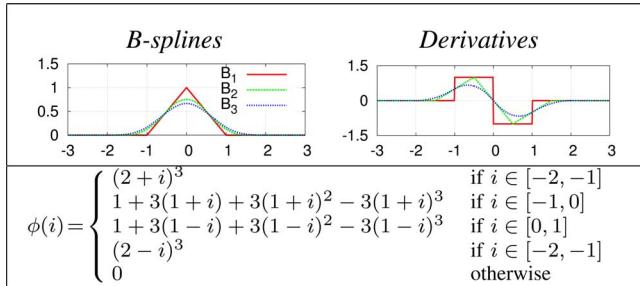 B-splines
Derivatives
1.5
1
0.5
0
B₁
B₂
B₃
-3 -2 -1 0 1 2 3
1.5
0
-1.5
-3 -2 -1 0 1 2 3
(2 + i)³ if i ∈ [−2, −1]
1 + 3(1 + i) + 3(1 + i)² − 3(1 + i)³ if i ∈ [−1, 0]
ϕ(i) = { 1 + 3(1 − i) + 3(1 − i)² − 3(1 − i)³ if i ∈ [0, 1]
(2 − i)³ if i ∈ [−2, −1]
0 otherwise